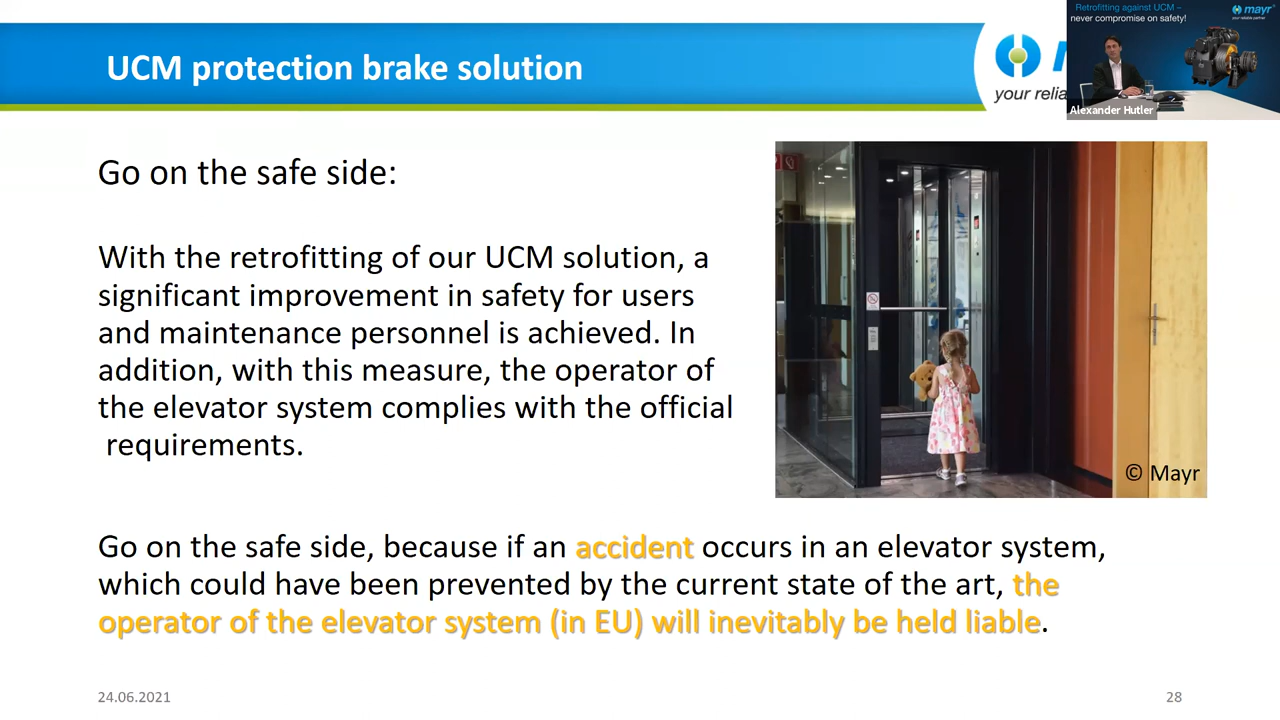 UCM protection brake solution
your relia
Retrofitting against UCM –
never compromise on safety!
mayr®
your reliable partner
Alexander Hutler
Go on the safe side:
With the retrofitting of our UCM solution, a
significant improvement in safety for users
and maintenance personnel is achieved. In
addition, with this measure, the operator of
the elevator system complies with the official
requirements.
© Mayr
Go on the safe side, because if an accident occurs in an elevator system,
which could have been prevented by the current state of the art, the
operator of the elevator system (in EU) will inevitably be held liable.
24.06.2021
28